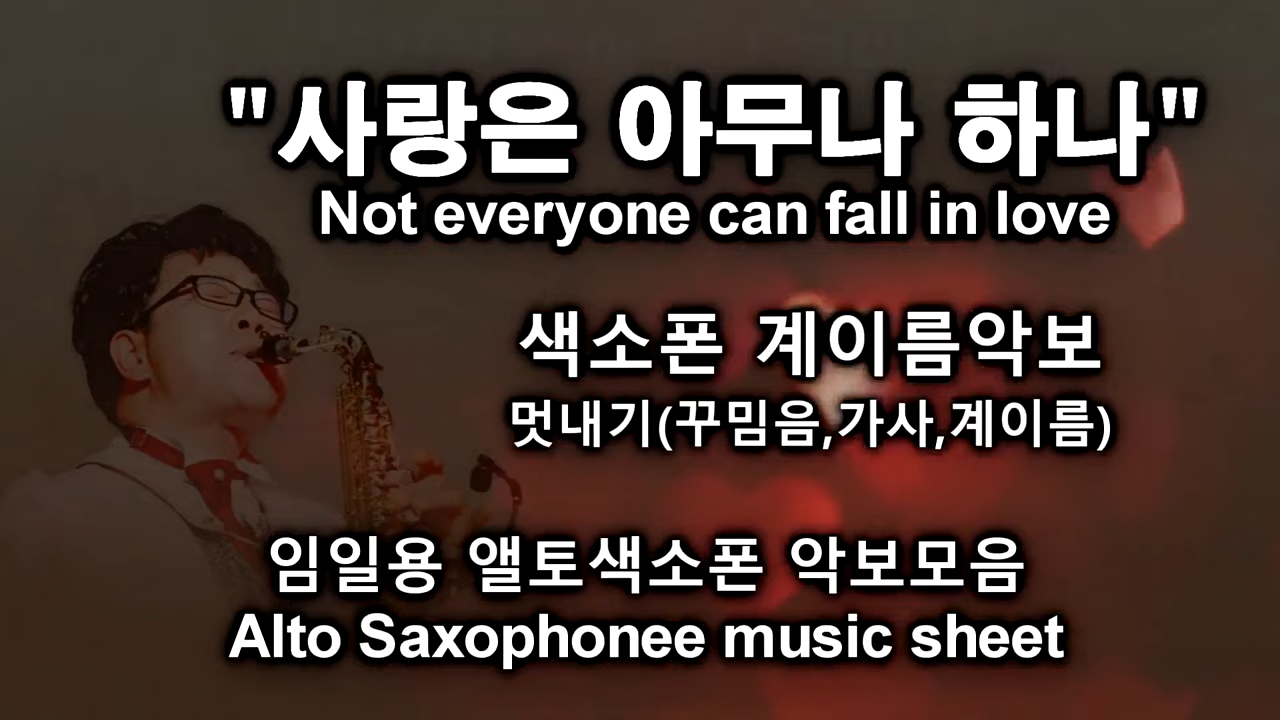 "사랑은 아무나 하나"
Not everyone can fall in love
색소폰 계이름악보
멋내기(꾸밈음,가사,계이름)
임일용 앨토색소폰 악보모음
Alto Saxophonee music sheet